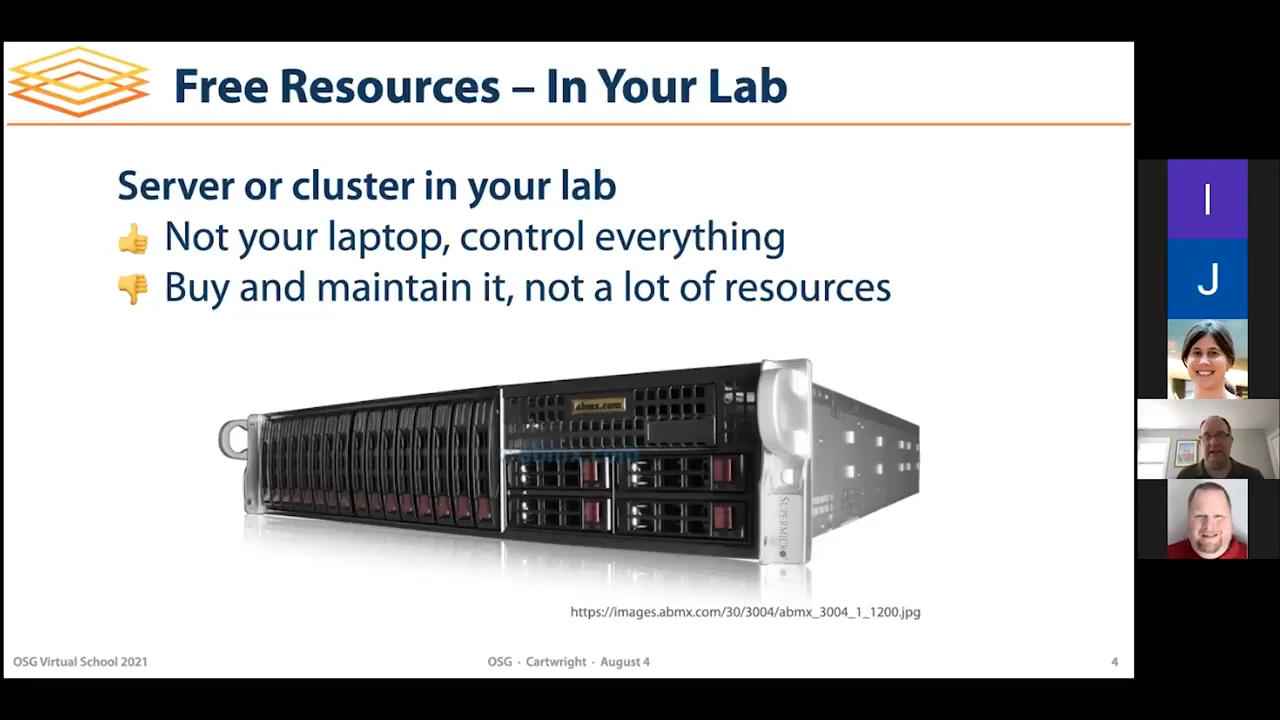 Free Resources – In Your Lab
Server or cluster in your lab
👍 Not your laptop, control everything
👎 Buy and maintain it, not a lot of resources
abmx.com
abmx.com
SUPERMICRO
https://images.abmx.com/30/3004/abmx_3004_1_1200.jpg
OSG Virtual School 2021
OSG · Cartwright · August 4
4
I
J